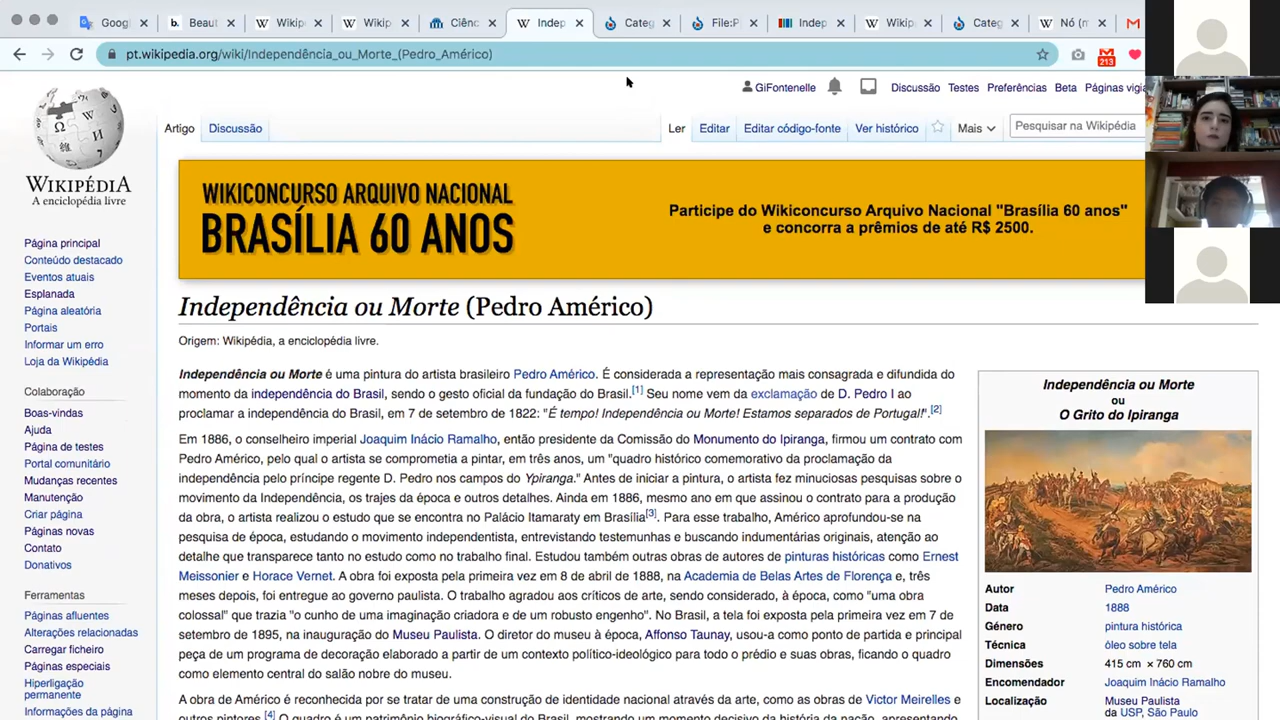 Googl
b. Beaut
Wikipe
Wikip
Ciênc
Indep
Categ
File:P
Indep
Wikip
Categ
Nó (m
pt.wikipedia.org/wiki/Independência_ou_Morte_(Pedro_Américo)
213
GiFontenelle
Discussão Testes Preferências Beta Páginas vigia
Artigo Discussão
Ler Editar Editar código-fonte Ver histórico Mais
Pesquisar na Wikipédia
WIKIPÉDIA
A enciclopédia livre
Página principal
Conteúdo destacado
Eventos atuais
Esplanada
Página aleatória
Portais
Informar um erro
Loja da Wikipédia
Colaboração
Boas-vindas
Ajuda
Página de testes
Portal comunitário
Mudanças recentes
Manutenção
Criar página
Páginas novas
Contato
Donativos
Ferramentas
Páginas afluentes
Alterações relacionadas
Carregar ficheiro
Páginas especiais
Hiperligação
permanente
Informações da página
WIKICONCURSO ARQUIVO NACIONAL
BRASÍLIA 60 ANOS
Participe do Wikiconcurso Arquivo Nacional "Brasília 60 anos"
e concorra a prêmios de até R$ 2500.
Independência ou Morte (Pedro Américo)
Origem: Wikipédia, a enciclopédia livre.
Independência ou Morte é uma pintura do artista brasileiro Pedro Américo. É considerada a representação mais consagrada e difundida do
momento da independência do Brasil, sendo o gesto oficial da fundação do Brasil.[1] Seu nome vem da exclamação de D. Pedro I ao
proclamar a independência do Brasil, em 7 de setembro de 1822: "É tempo! Independência ou Morte! Estamos separados de Portugal!".[2]
Em 1886, o conselheiro imperial Joaquim Inácio Ramalho, então presidente da Comissão do Monumento do Ipiranga, firmou um contrato com
Pedro Américo, pelo qual o artista se comprometia a pintar, em três anos, um "quadro histórico comemorativo da proclamação da
independência pelo príncipe regente D. Pedro nos campos do Ypiranga." Antes de iniciar a pintura, o artista fez minuciosas pesquisas sobre o
movimento da Independência, os trajes da época e outros detalhes. Ainda em 1886, mesmo ano em que assinou o contrato para a produção
da obra, o artista realizou o estudo que se encontra no Palácio Itamaraty em Brasília[3]. Para esse trabalho, Américo aprofundou-se na
pesquisa de época, estudando o movimento independentista, entrevistando testemunhas e buscando indumentárias originais, atenção ao
detalhe que transparece tanto no estudo como no trabalho final. Estudou também outras obras de autores de pinturas históricas como Ernest
Meissonier e Horace Vernet. A obra foi exposta pela primeira vez em 8 de abril de 1888, na Academia de Belas Artes de Florença e, três
meses depois, foi entregue ao governo paulista. O trabalho agradou aos críticos de arte, sendo considerado, à época, como "uma obra
colossal" que trazia "o cunho de uma imaginação criadora e de um robusto engenho". No Brasil, a tela foi exposta pela primeira vez em 7 de
setembro de 1895, na inauguração do Museu Paulista. O diretor do museu à época, Affonso Taunay, usou-a como ponto de partida e principal
peça de um programa de decoração elaborado a partir de um contexto político-ideológico para todo o prédio e suas obras, ficando o quadro
como elemento central do salão nobre do museu.
A obra de Américo é reconhecida por se tratar de uma construção de identidade nacional através da arte, como as obras de Victor Meirelles e
outros pintores.[4] O quadro é um patrimônio biográfico-visual do Brasil, mostrando um momento decisivo da história da nação, apresentando
Independência ou Morte
ou
O Grito do Ipiranga
Autor Pedro Américo
Data 1888
Género pintura histórica
Técnica óleo sobre tela
Dimensões 415 cm × 760 cm
Encomendador Joaquim Inácio Ramalho
Localização Museu Paulista
da USP, São Paulo